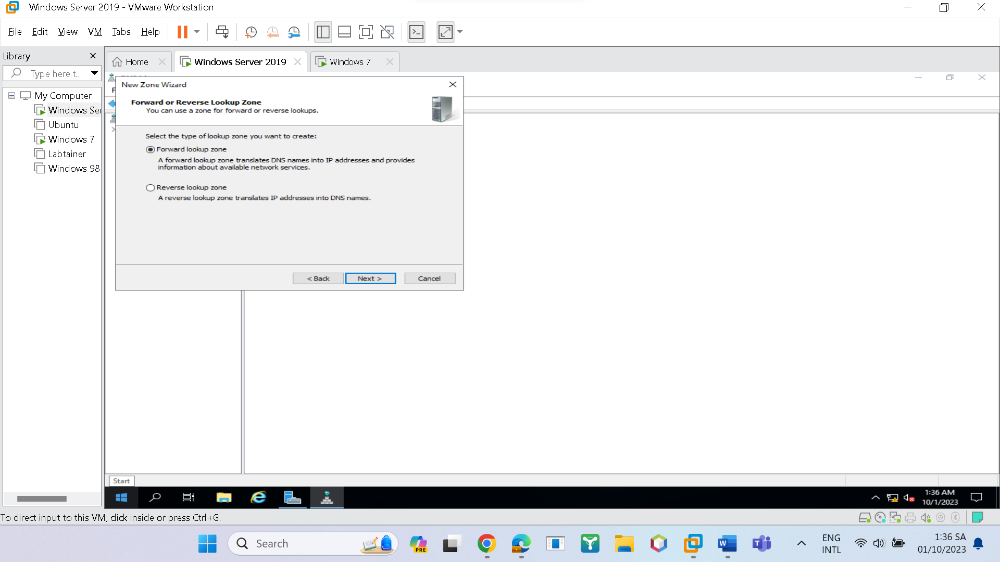 Windows Server 2019 - VMware Workstation
File Edit View VM Tabs Help
Library
Type here t...
My Computer
Windows Ser
Ubuntu
Windows 7
Labtainer
Windows 98
Home
Windows Server 2019
Windows 7
New Zone Wizard
Forward or Reverse Lookup Zone
You can use a zone for forward or reverse lookups.
Select the type of lookup zone you want to create:
Forward lookup zone
A forward lookup zone translates DNS names into IP addresses and provides
information about available network services.
Reverse lookup zone
A reverse lookup zone translates IP addresses into DNS names.
< Back
Next >
Cancel
Start
1:36 AM
10/1/2023
To direct input to this VM, click inside or press Ctrl+G.
Search
PRE
ENG
INTL
1:36 SA
01/10/2023